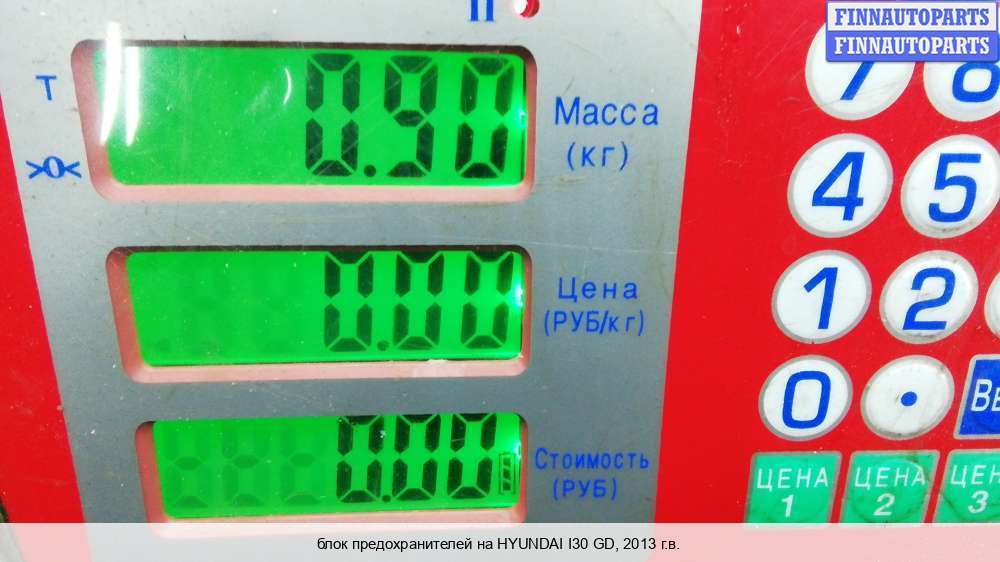 П
FINNAUTOPARTS
FINNAUTOPARTS
Т
>0<
0.90
Масса
(кг)
7
8
4
5
0.00
Цена
(РУБ/кг)
1
2
0.00
Стоимость
(РУБ)
0
.
ЦЕНА
1
ЦЕНА
2
3
блок предохранителей на HYUNDAI I30 GD, 2013 г.в.